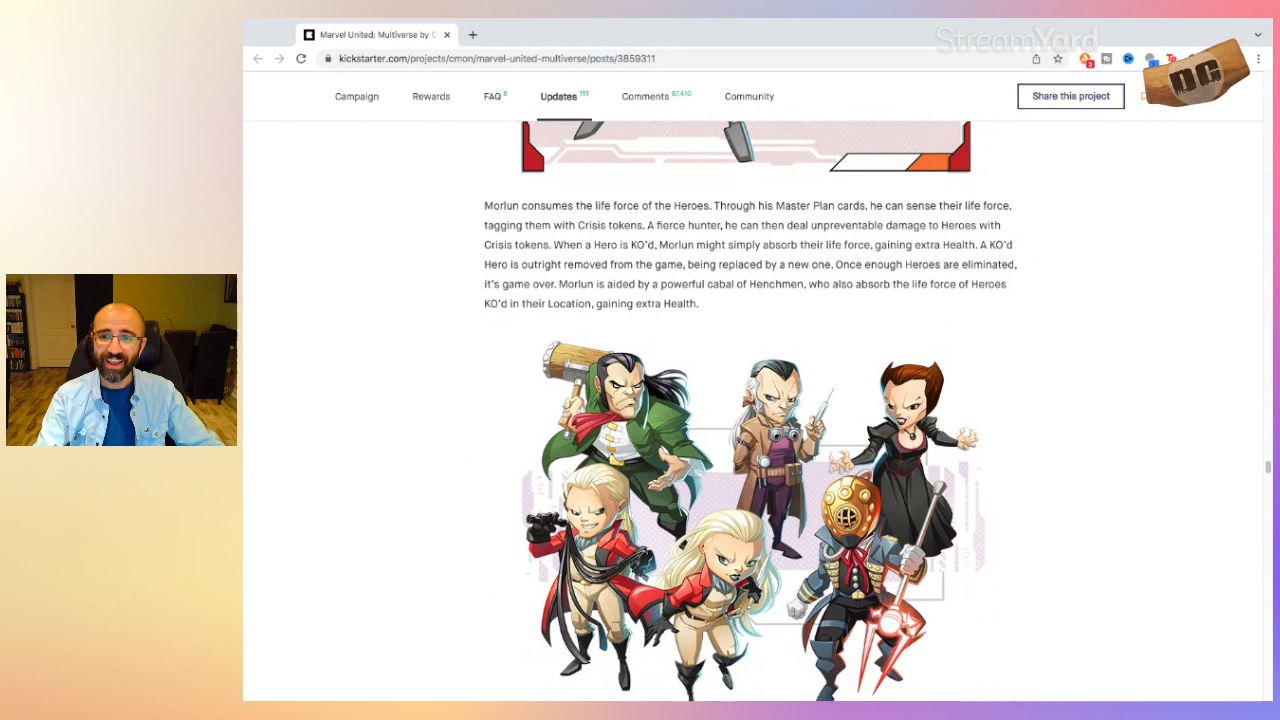 StreamYard
Marvel United: Multiverse by C
kickstarter.com/projects/cmon/marvel-united-multiverse/posts/3859311
DG
Campaign
Rewards
FAQ 8
Updates 111
Comments 87,410
Community
Share this project
Morlun consumes the life force of the Heroes. Through his Master Plan cards, he can sense their life force,
tagging them with Crisis tokens. A fierce hunter, he can then deal unpreventable damage to Heroes with
Crisis tokens. When a Hero is KO'd, Morlun might simply absorb their life force, gaining extra Health. A KO'd
Hero is outright removed from the game, being replaced by a new one. Once enough Heroes are eliminated,
it's game over. Morlun is aided by a powerful cabal of Henchmen, who also absorb the life force of Heroes
KO'd in their Location, gaining extra Health.